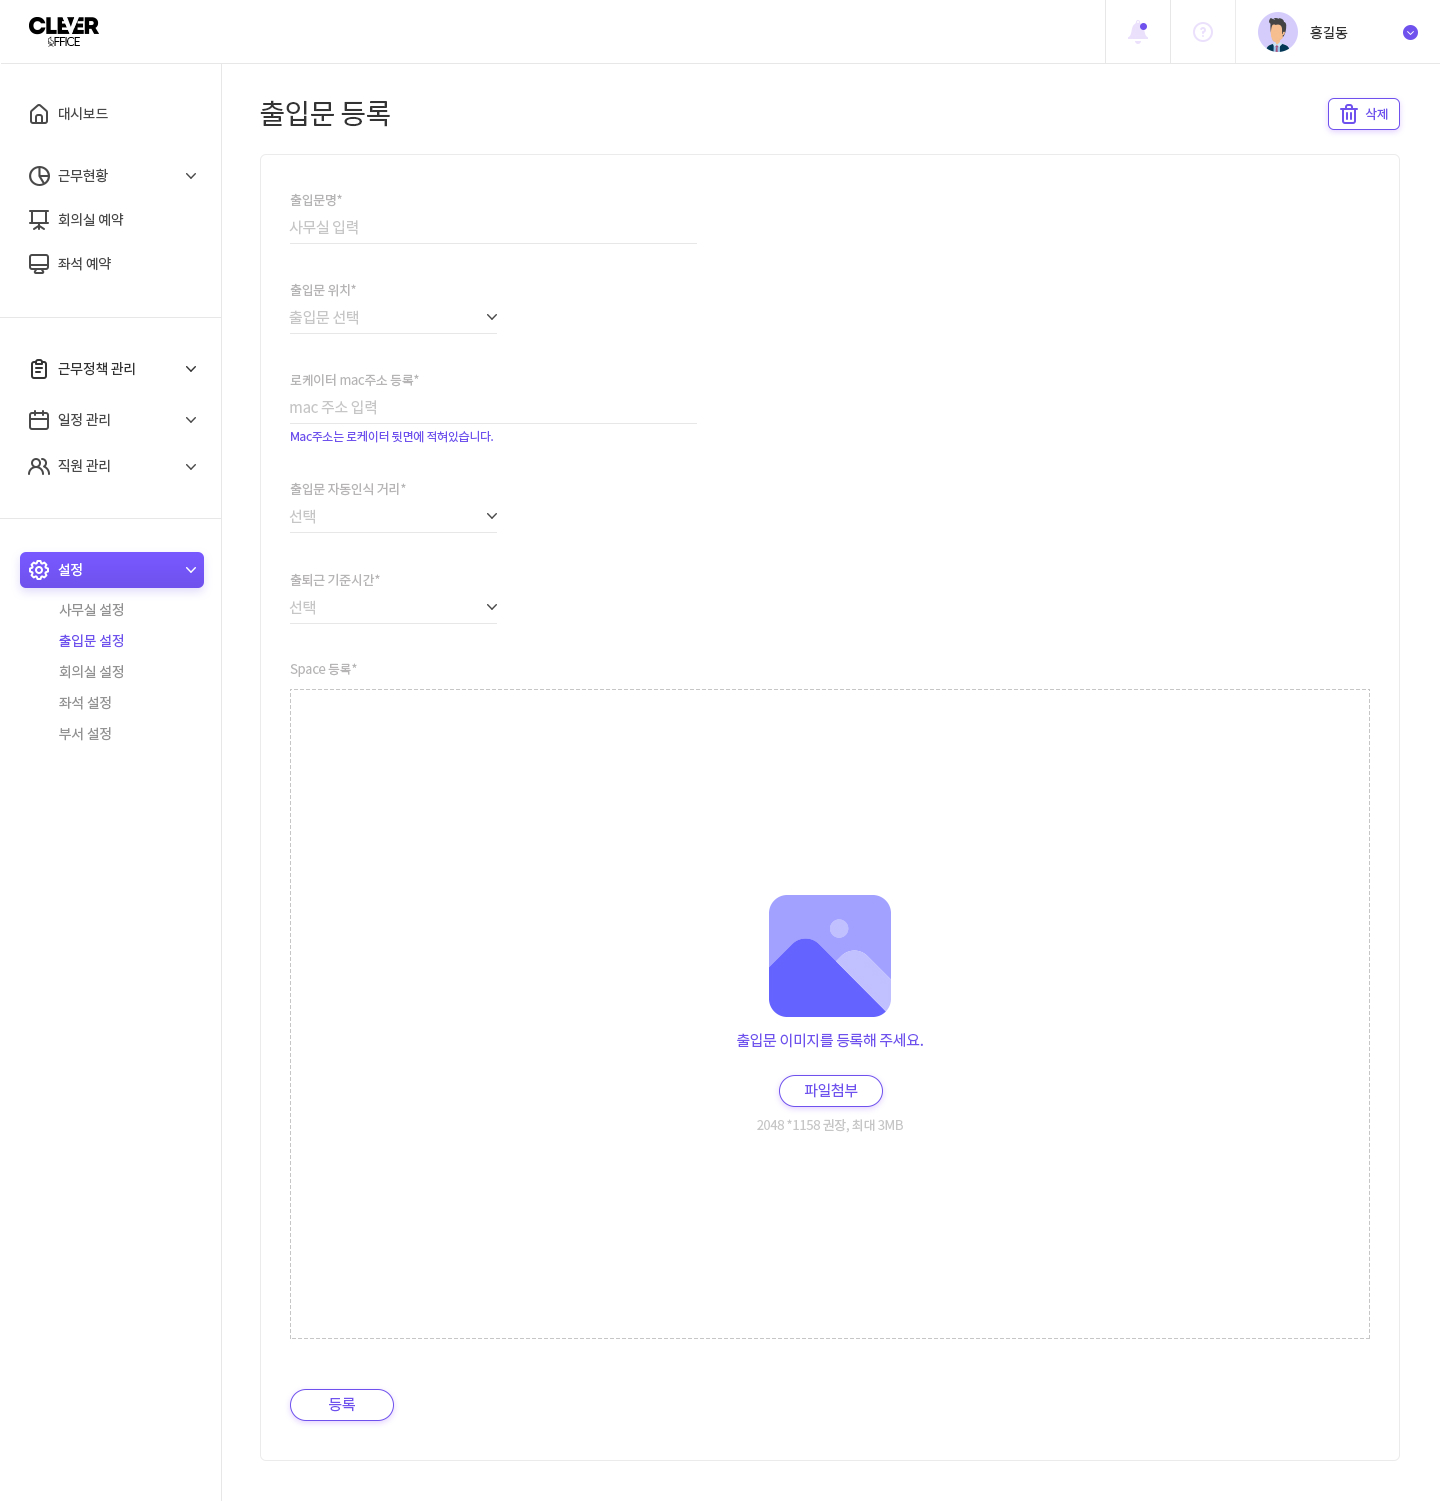 CLEVER
OFFICE
홍길동
대시보드
근무현황
회의실 예약
좌석 예약
근무정책 관리
일정 관리
직원 관리
설정
사무실 설정
출입문 설정
회의실 설정
좌석 설정
부서 설정
출입문 등록
삭제
출입문명*
사무실 입력
출입문 위치*
출입문 선택
로케이터 mac주소 등록*
mac 주소 입력
Mac주소는 로케이터 뒷면에 적혀있습니다.
출입문 자동인식 거리*
선택
출퇴근 기준시간*
선택
Space 등록*
출입문 이미지를 등록해 주세요.
파일첨부
2048 *1158 권장, 최대 3MB
등록